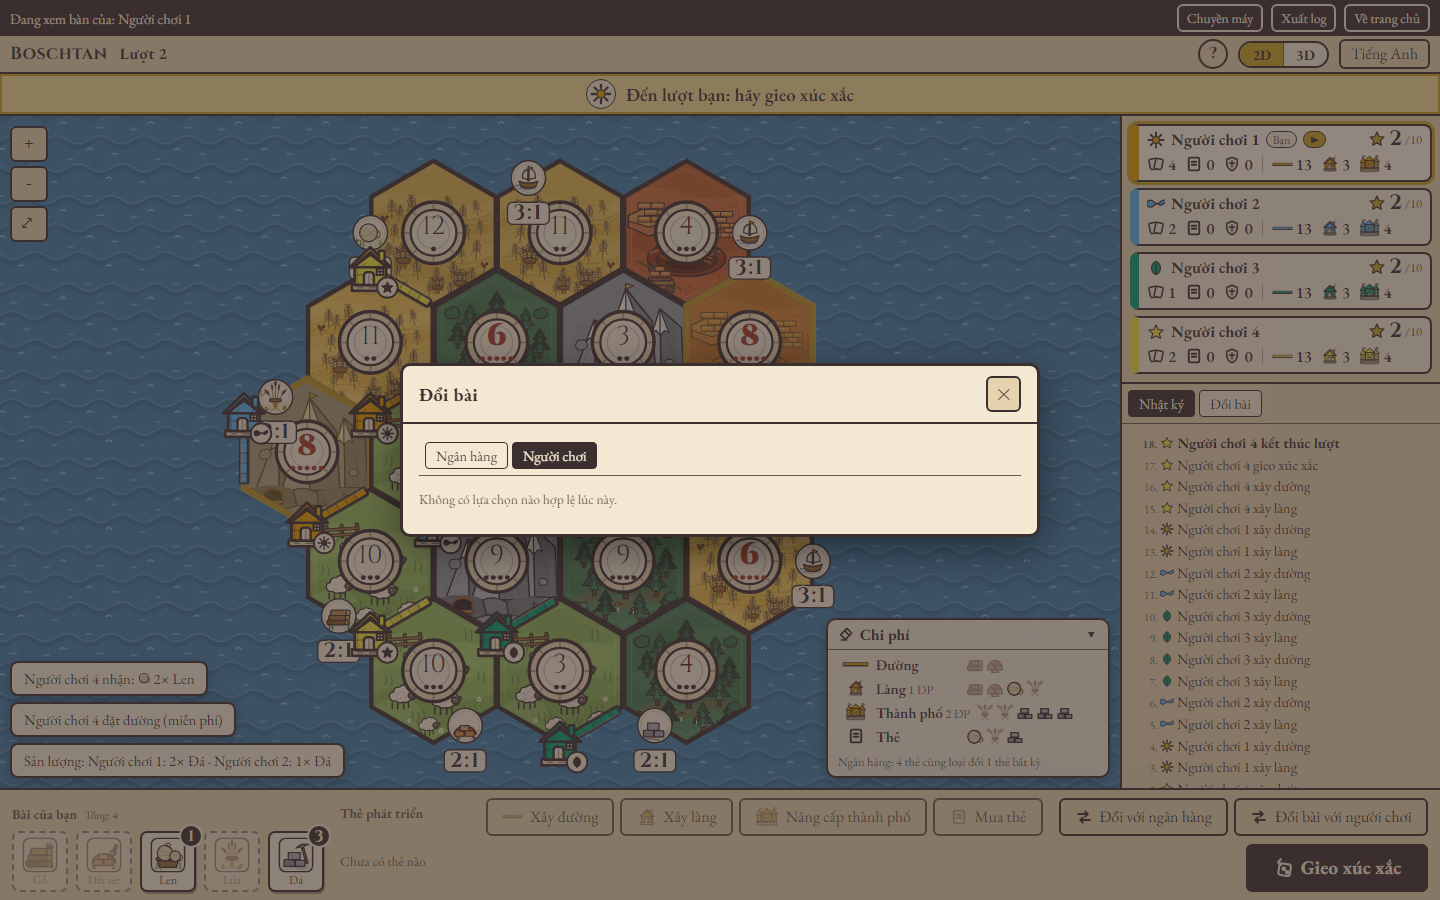 Đang xem bàn của: Người chơi 1
Chuyển máy
Xuất log
Về trang chủ
BOSCHTAN Lượt 2
?
2D 3D
Tiếng Anh
Đến lượt bạn: hãy gieo xúc xắc
+
-
12
3:1
11
4
3:1
11
6
3
8
:1
8
10
9
9
6
3:1
2:1
10
3
4
2:1
2:1
Người chơi 1 Bạn 2 /10
4 0 0 13 3 4
Người chơi 2 2 /10
2 0 0 13 3 4
Người chơi 3 2 /10
1 0 0 13 3 4
Người chơi 4 2 /10
2 0 0 13 3 4
Đổi bài
Ngân hàng
Người chơi
Không có lựa chọn nào hợp lệ lúc này.
Nhật ký
Đổi bài
18. Người chơi 4 kết thúc lượt
17. Người chơi 4 gieo xúc xắc
16. Người chơi 4 xây đường
15. Người chơi 4 xây làng
14. Người chơi 1 xây đường
13. Người chơi 1 xây làng
12. Người chơi 2 xây đường
11. Người chơi 2 xây làng
10. Người chơi 3 xây đường
9. Người chơi 3 xây làng
8. Người chơi 3 xây đường
7. Người chơi 3 xây làng
6. Người chơi 2 xây đường
5. Người chơi 2 xây làng
4. Người chơi 1 xây đường
3. Người chơi 1 xây làng
Người chơi 4 nhận: 2× Len
Người chơi 4 đặt đường (miễn phí)
Sản lượng: Người chơi 1: 2× Đá · Người chơi 2: 1× Đá
Chi phí
Đường
Làng 1 ĐP
Thành phố 2 ĐP
Thẻ
Ngân hàng: 4 thẻ cùng loại đổi 1 thẻ bất kỳ
Bài của bạn Tổng: 4
Gỗ
Đất sét
1
Len
Lúa
3
Đá
Thẻ phát triển
Chưa có thẻ nào
Xây đường
Xây làng
Nâng cấp thành phố
Mua thẻ
Đổi với ngân hàng
Đổi bài với người chơi
Gieo xúc xắc